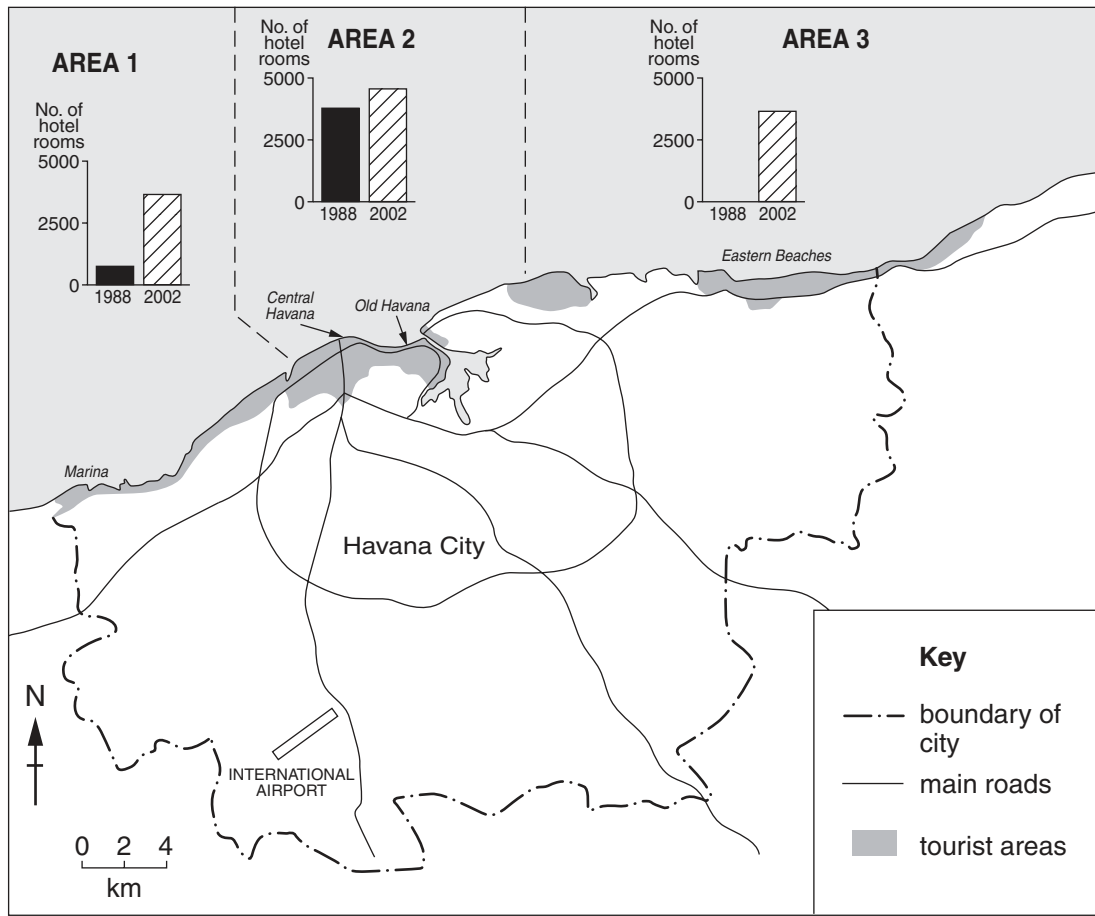 AREA 1
No. of
hotel
rooms
5000
2500
0
1988 2002
AREA 2
No. of
hotel
rooms
5000
2500
0
1988 2002
AREA 3
No. of
hotel
rooms
5000
2500
0
1988 2002
Eastern Beaches
Central
Havana
Old Havana
Marina
Havana City
INTERNATIONAL
AIRPORT
N
0 2 4
km
Key
boundary of
city
main roads
tourist areas